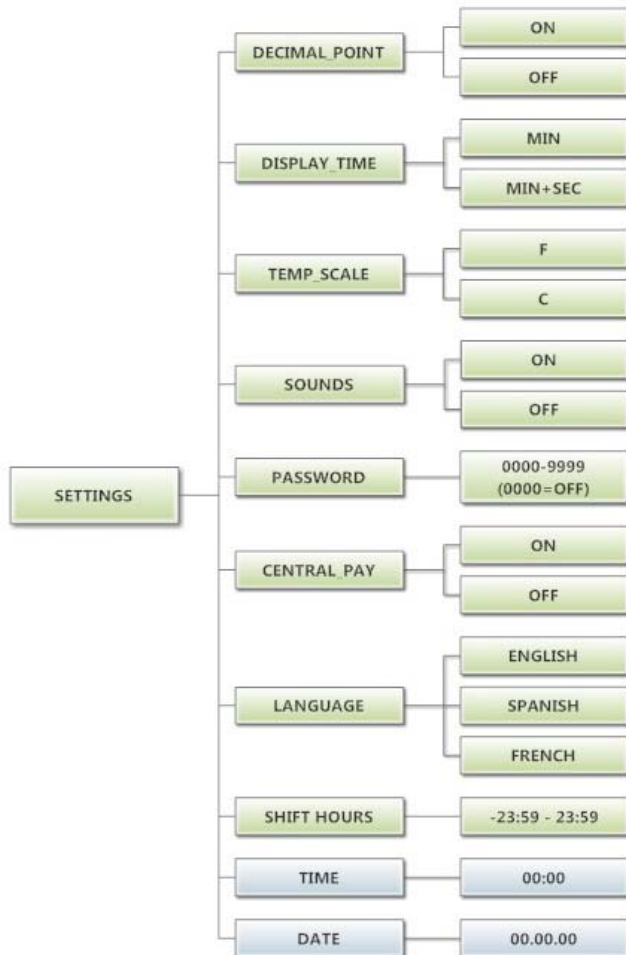 DECIMAL_POINT
ON
OFF
DISPLAY_TIME
MIN
MIN+SEC
TEMP_SCALE
F
C
SOUNDS
ON
OFF
SETTINGS
PASSWORD
0000-9999
(0000=OFF)
CENTRAL_PAY
ON
OFF
LANGUAGE
ENGLISH
SPANISH
FRENCH
SHIFT HOURS
-23:59 - 23:59
TIME
00:00
DATE
00.00.00